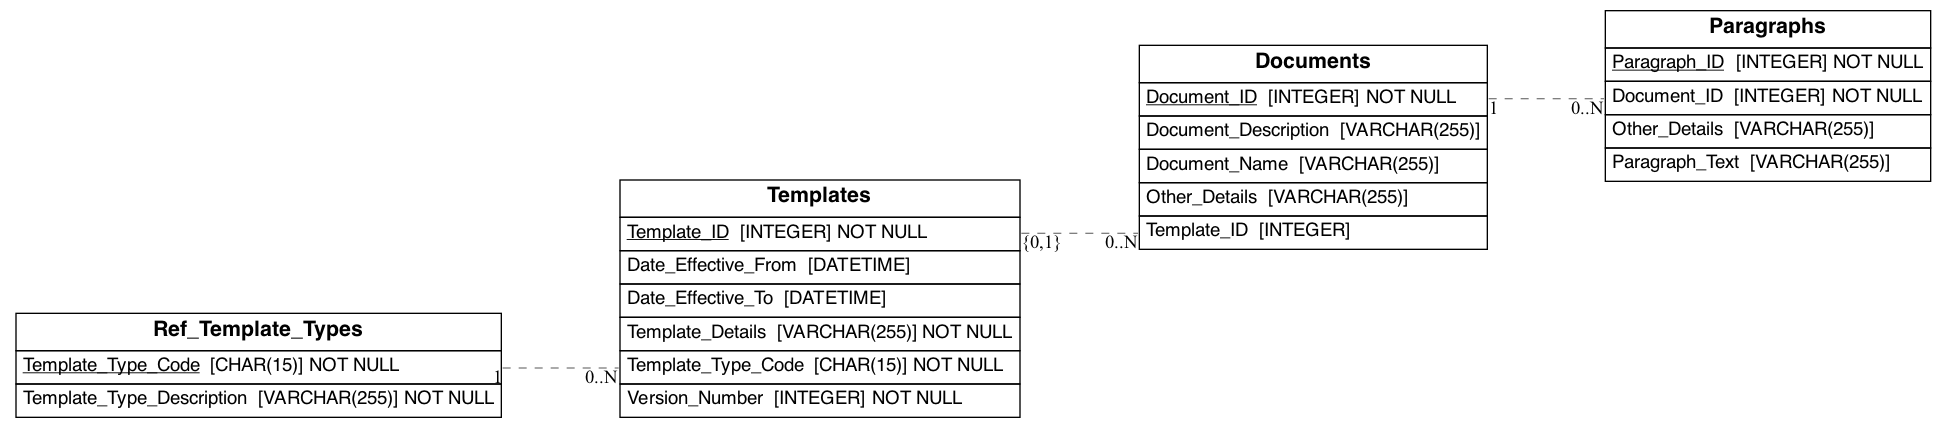 Ref_Template_Types
Template_Type_Code [CHAR(15)] NOT NULL
Template_Type_Description [VARCHAR(255)] NOT NULL
1
0..N
Templates
Template_ID [INTEGER] NOT NULL
Date_Effective_From [DATETIME]
Date_Effective_To [DATETIME]
Template_Details [VARCHAR(255)] NOT NULL
Template_Type_Code [CHAR(15)] NOT NULL
Version_Number [INTEGER] NOT NULL
{0,1}
0..N
Documents
Document_ID [INTEGER] NOT NULL
Document_Description [VARCHAR(255)]
Document_Name [VARCHAR(255)]
Other_Details [VARCHAR(255)]
Template_ID [INTEGER]
1
0..N
Paragraphs
Paragraph_ID [INTEGER] NOT NULL
Document_ID [INTEGER] NOT NULL
Other_Details [VARCHAR(255)]
Paragraph_Text [VARCHAR(255)]